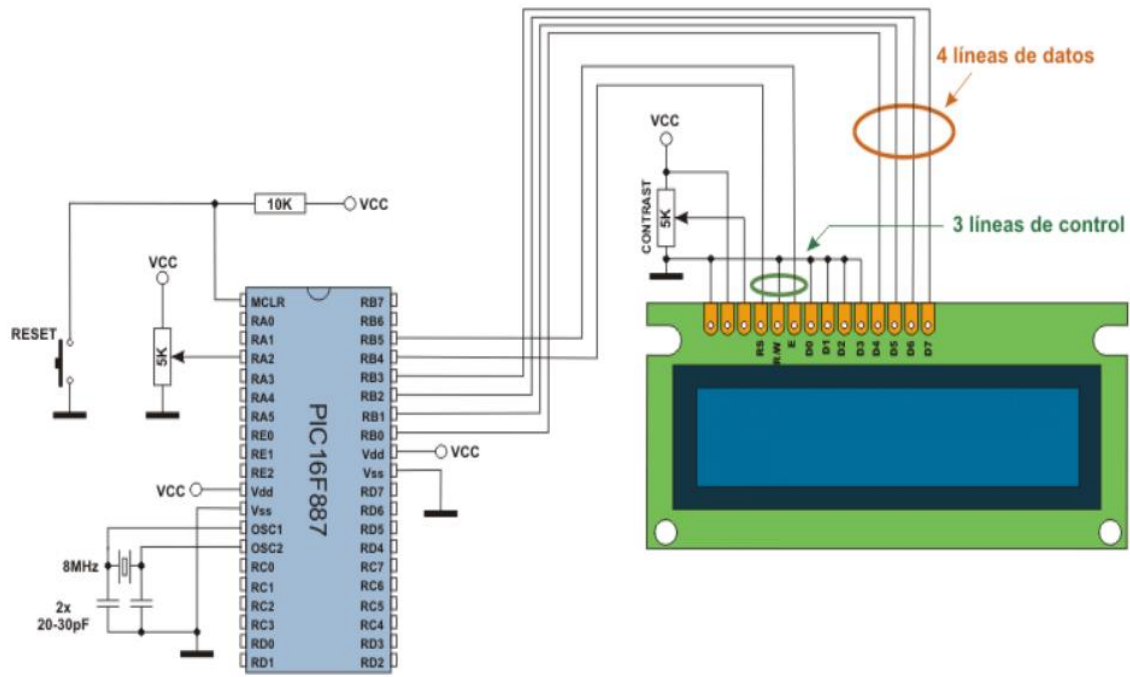 4 líneas de datos
VCC
CONTRAST
5K
3 líneas de control
10K
VCC
VCC
RESET
5K
MCLR
RA0
RA1
RA2
RA3
RA4
RA5
RE0
RE1
RE2
Vdd
Vss
OSC1
OSC2
RC0
RC1
RC2
RC3
RD0
RD1
PIC16F887
RB7
RB6
RB5
RB4
RB3
RB2
RB1
RB0
Vdd
Vss
RD7
RD6
RD5
RD4
RC7
RC6
RC5
RC4
RD3
RD2
VCC
VCC
8MHz
2x
20-30pF
RS
R/W
E
D0
D1
D2
D3
D4
D5
D6
D7